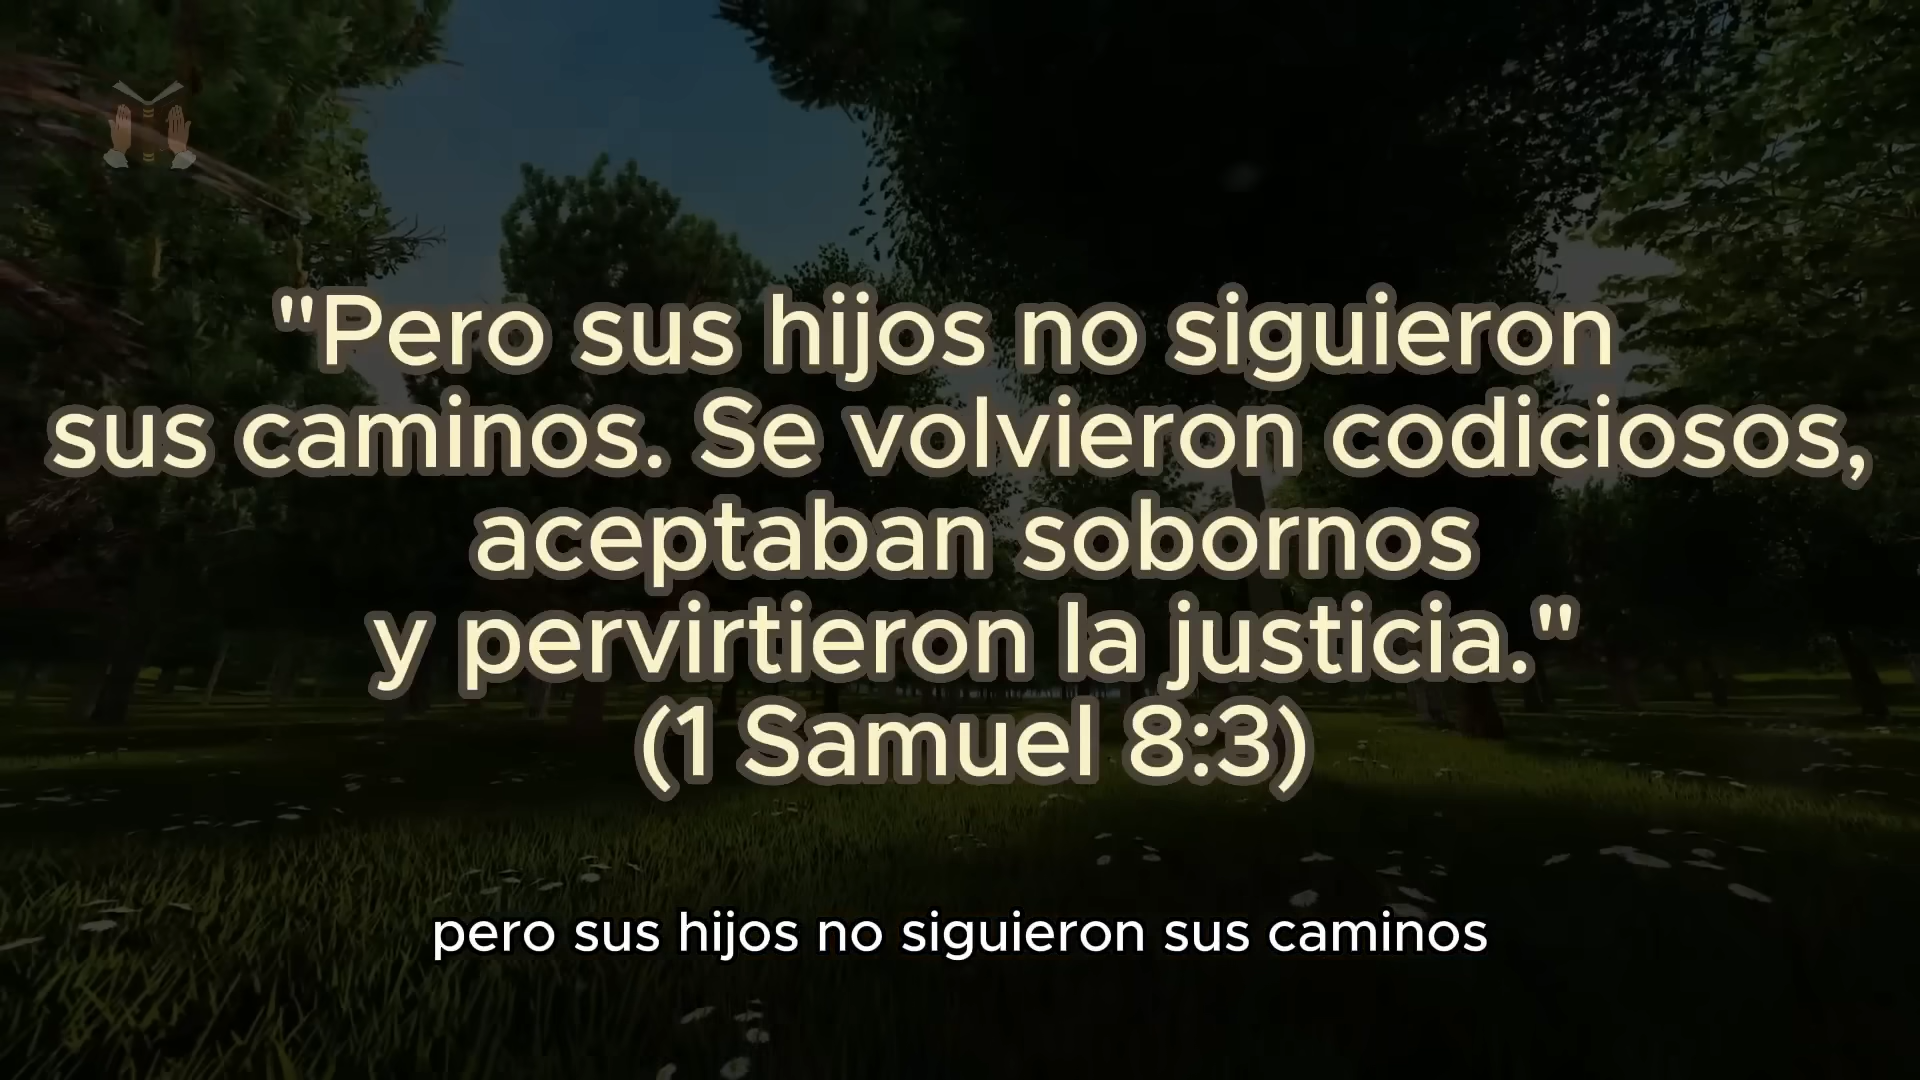 "Pero sus hijos no siguieron
sus caminos. Se volvieron codiciosos,
aceptaban sobornos
y pervirtieron la justicia."
(1 Samuel 8:3)
pero sus hijos no siguieron sus caminos